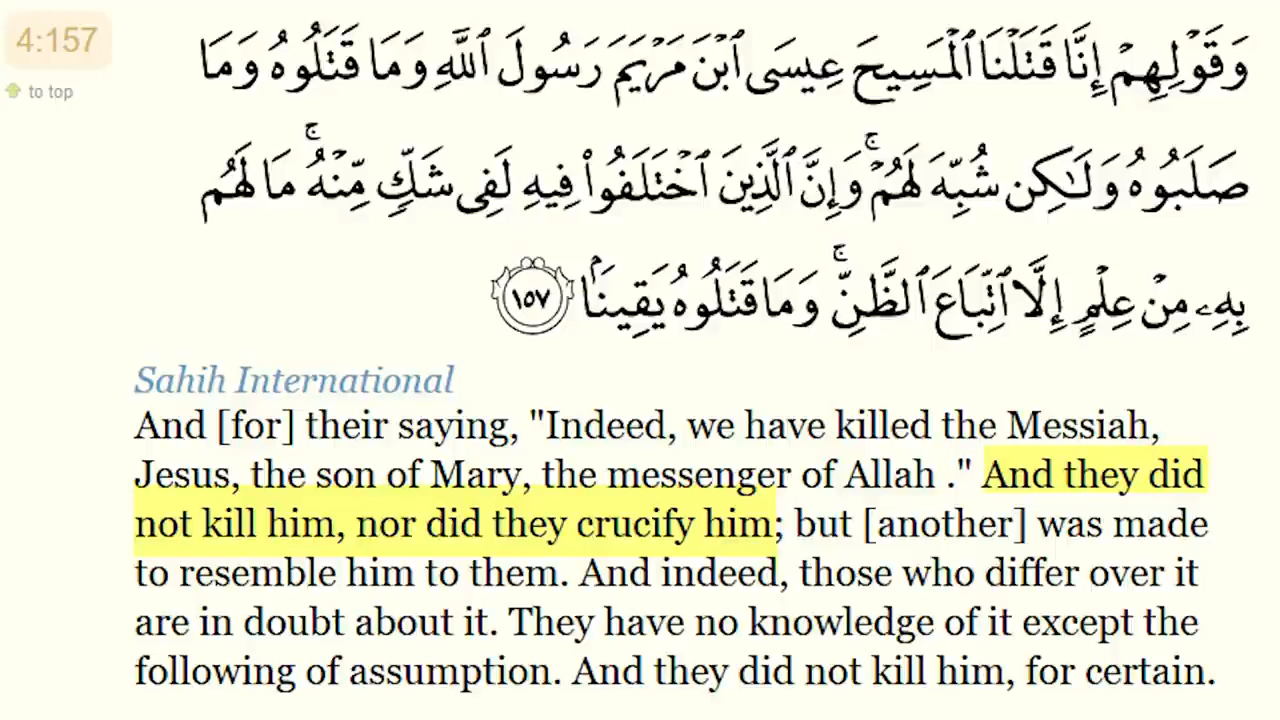 4:157
to top
وَقَوْلِهِمْ إِنَّا قَتَلْنَا ٱلْمَسِيحَ عِيسَى ٱبْنَ مَرْيَمَ رَسُولَ ٱللَّهِ وَمَا قَتَلُوهُ وَمَا
صَلَبُوهُ وَلَـٰكِن شُبِّهَ لَهُمْ ۚ وَإِنَّ ٱلَّذِينَ ٱخْتَلَفُوا۟ فِيهِ لَفِى شَكٍّ مِّنْهُ ۚ مَا لَهُم
بِهِۦ مِنْ عِلْمٍ إِلَّا ٱتِّبَاعَ ٱلظَّنِّ ۚ وَمَا قَتَلُوهُ يَقِينًۢا ١٥٧
Sahih International
And [for] their saying, "Indeed, we have killed the Messiah,
Jesus, the son of Mary, the messenger of Allah ." And they did
not kill him, nor did they crucify him; but [another] was made
to resemble him to them. And indeed, those who differ over it
are in doubt about it. They have no knowledge of it except the
following of assumption. And they did not kill him, for certain.